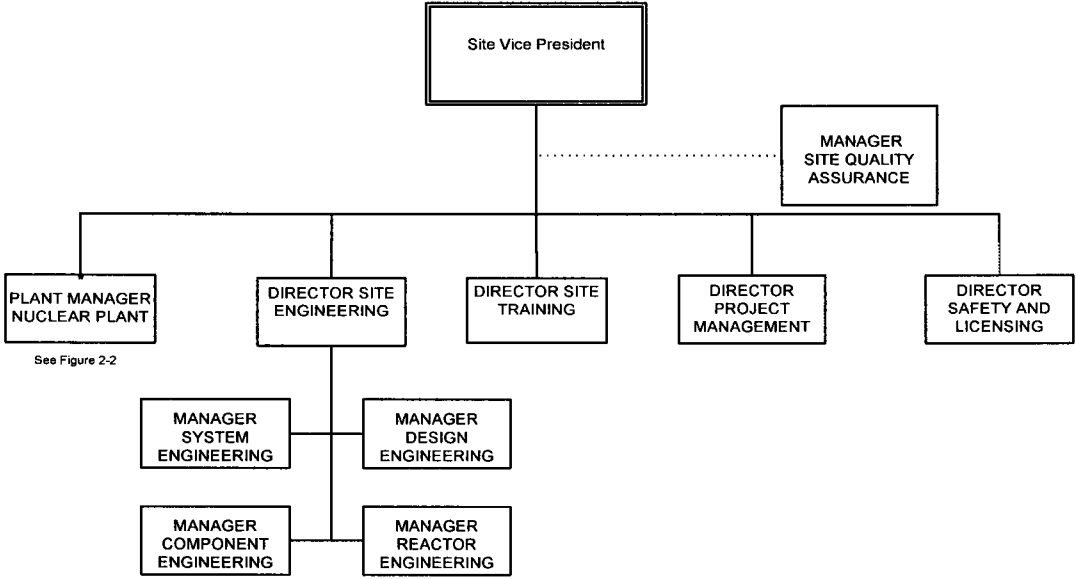 Site Vice President
MANAGER
SITE QUALITY
ASSURANCE
PLANT MANAGER
NUCLEAR PLANT
See Figure 2-2
DIRECTOR SITE
ENGINEERING
DIRECTOR SITE
TRAINING
DIRECTOR
PROJECT
MANAGEMENT
DIRECTOR
SAFETY AND
LICENSING
MANAGER
SYSTEM
ENGINEERING
MANAGER
DESIGN
ENGINEERING
MANAGER
COMPONENT
ENGINEERING
MANAGER
REACTOR
ENGINEERING